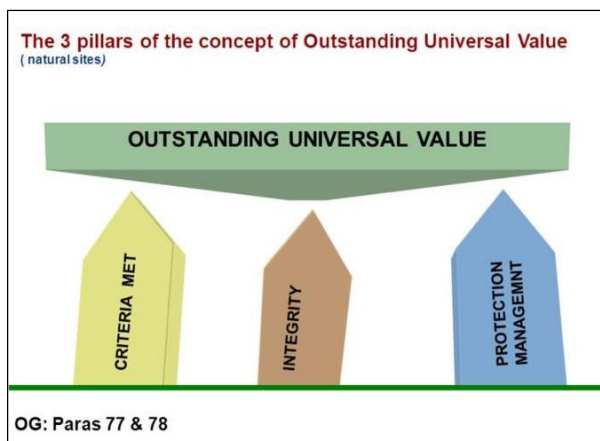 The 3 pillars of the concept of Outstanding Universal Value
( natural sites)
OUTSTANDING UNIVERSAL VALUE
CRITERIA MET
INTEGRITY
PROTECTION
MANAGEMNT
OG: Paras 77 & 78